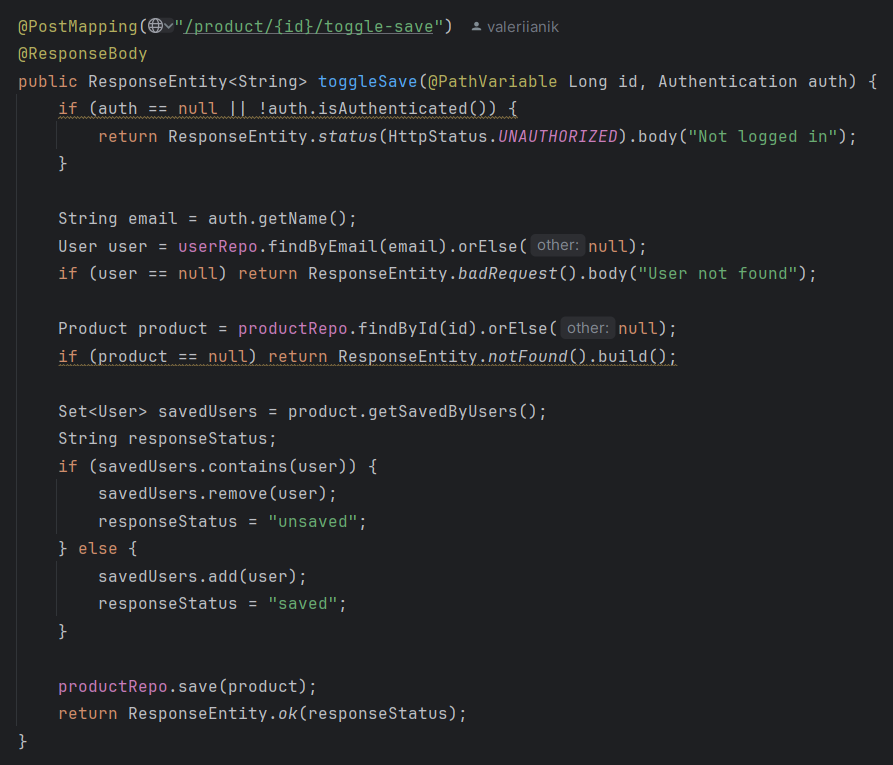 @PostMapping("/product/{id}/toggle-save") valeriianik
@ResponseBody
public ResponseEntity<String> toggleSave(@PathVariable Long id, Authentication auth) {
    if (auth == null || !auth.isAuthenticated()) {
        return ResponseEntity.status(HttpStatus.UNAUTHORIZED).body("Not logged in");
    }

    String email = auth.getName();
    User user = userRepo.findByEmail(email).orElse( other: null);
    if (user == null) return ResponseEntity.badRequest().body("User not found");

    Product product = productRepo.findById(id).orElse( other: null);
    if (product == null) return ResponseEntity.notFound().build();

    Set<User> savedUsers = product.getSavedByUsers();
    String responseStatus;
    if (savedUsers.contains(user)) {
        savedUsers.remove(user);
        responseStatus = "unsaved";
    } else {
        savedUsers.add(user);
        responseStatus = "saved";
    }

    productRepo.save(product);
    return ResponseEntity.ok(responseStatus);
}